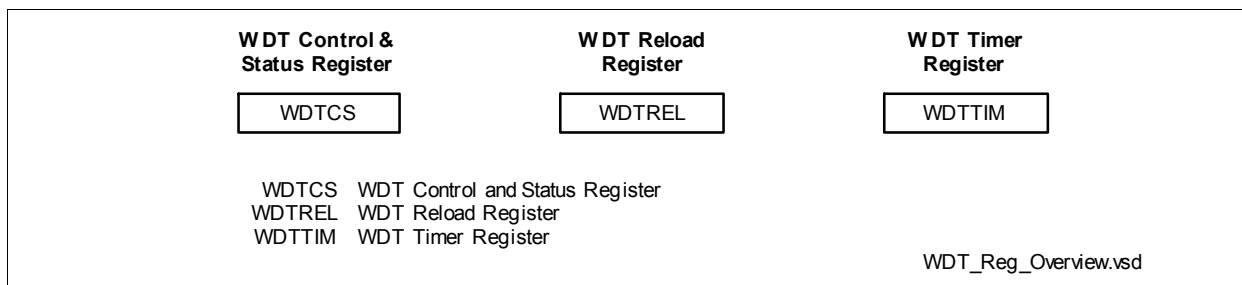 WDT Control &
Status Register
WDT Reload
Register
WDT Timer
Register
WDTCS
WDTREL
WDTTIM
WDTCS WDT Control and Status Register
WDTREL WDT Reload Register
WDTTIM WDT Timer Register
WDT_Reg_Overview.vsd